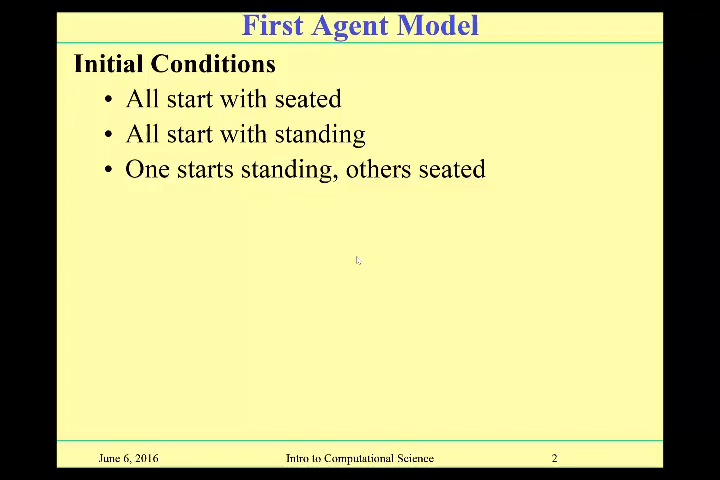 First Agent Model
Initial Conditions
• All start with seated
• All start with standing
• One starts standing, others seated
June 6, 2016 Intro to Computational Science 2